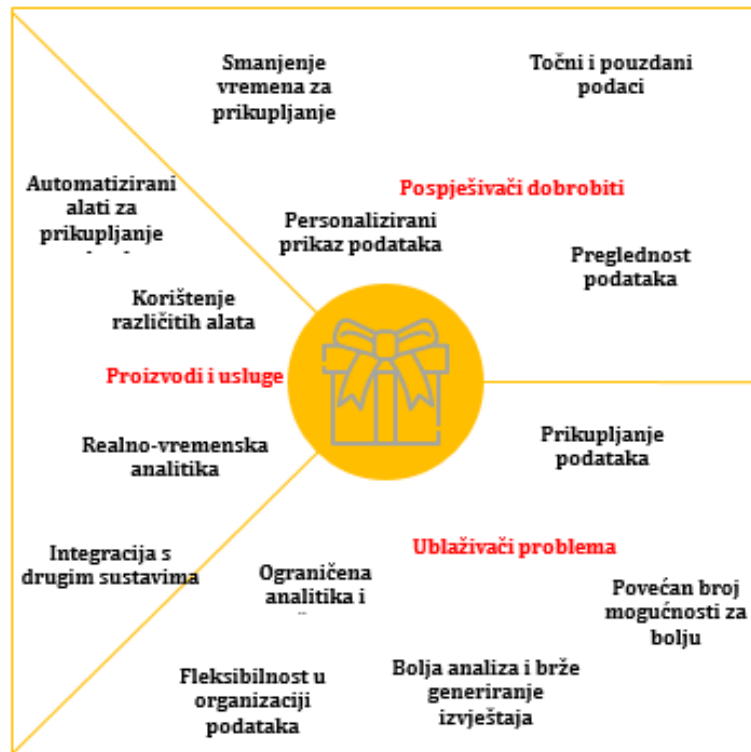 Smanjenje
vremena za
prikupljanje
Točni i pouzdani
podaci
Automatizirani
alati za
prikupljanje
Pospješivači dobrobiti
Personalizirani
prikaz podataka
Preglednost
podataka
Korištenje
različitih alata
Proizvodi i usluge
Realno-vremenska
analitika
Prikupljanje
podataka
Integracija s
drugim sustavima
Ublaživači problema
Ograničena
analitika i
Povećan broj
mogućnosti za
bolju
Fleksibilnost u
organizaciji
podataka
Bolja analiza i brže
generiranje
izvještaja